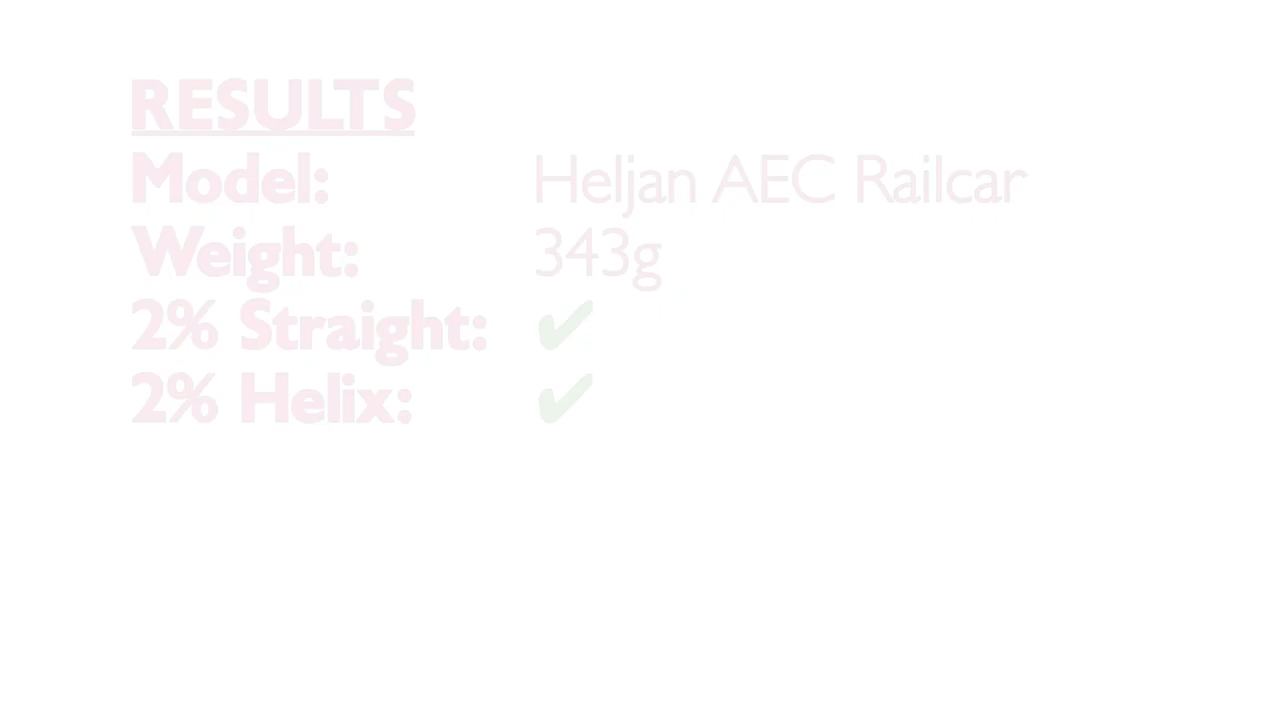 RESULTS
Model: Heljan AEC Railcar
Weight: 343g
2% Straight: ✔
2% Helix: ✔